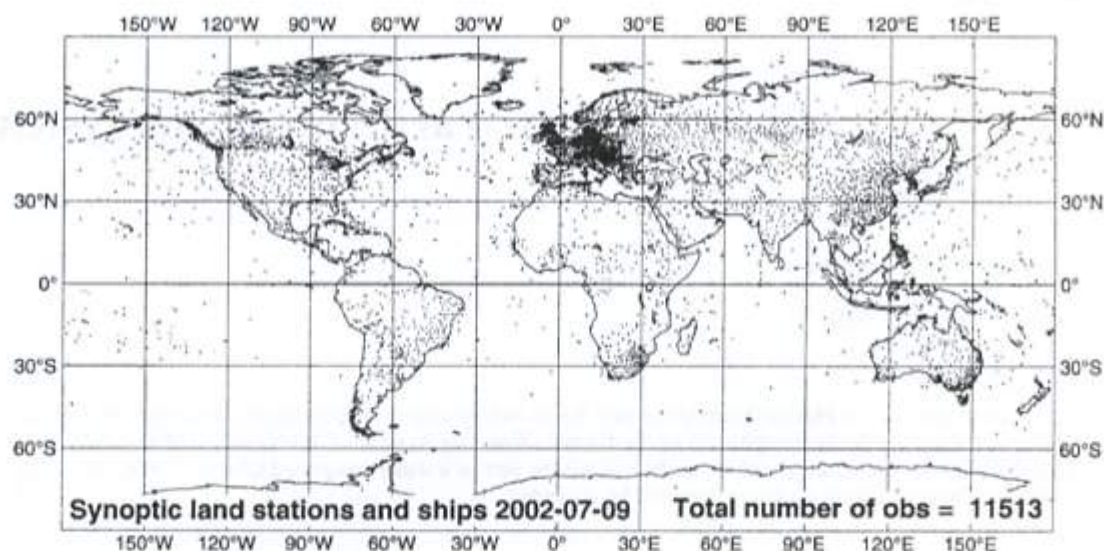 150°W 120°W 90°W 60°W 30°W 0° 30°E 60°E 90°E 120°E 150°E
60°N 60°N
30°N 30°N
0° 0°
30°S 30°S
60°S 60°S
Synoptic land stations and ships 2002-07-09 Total number of obs = 11513
150°W 120°W 90°W 60°W 30°W 0° 30°E 60°E 90°E 120°E 150°E